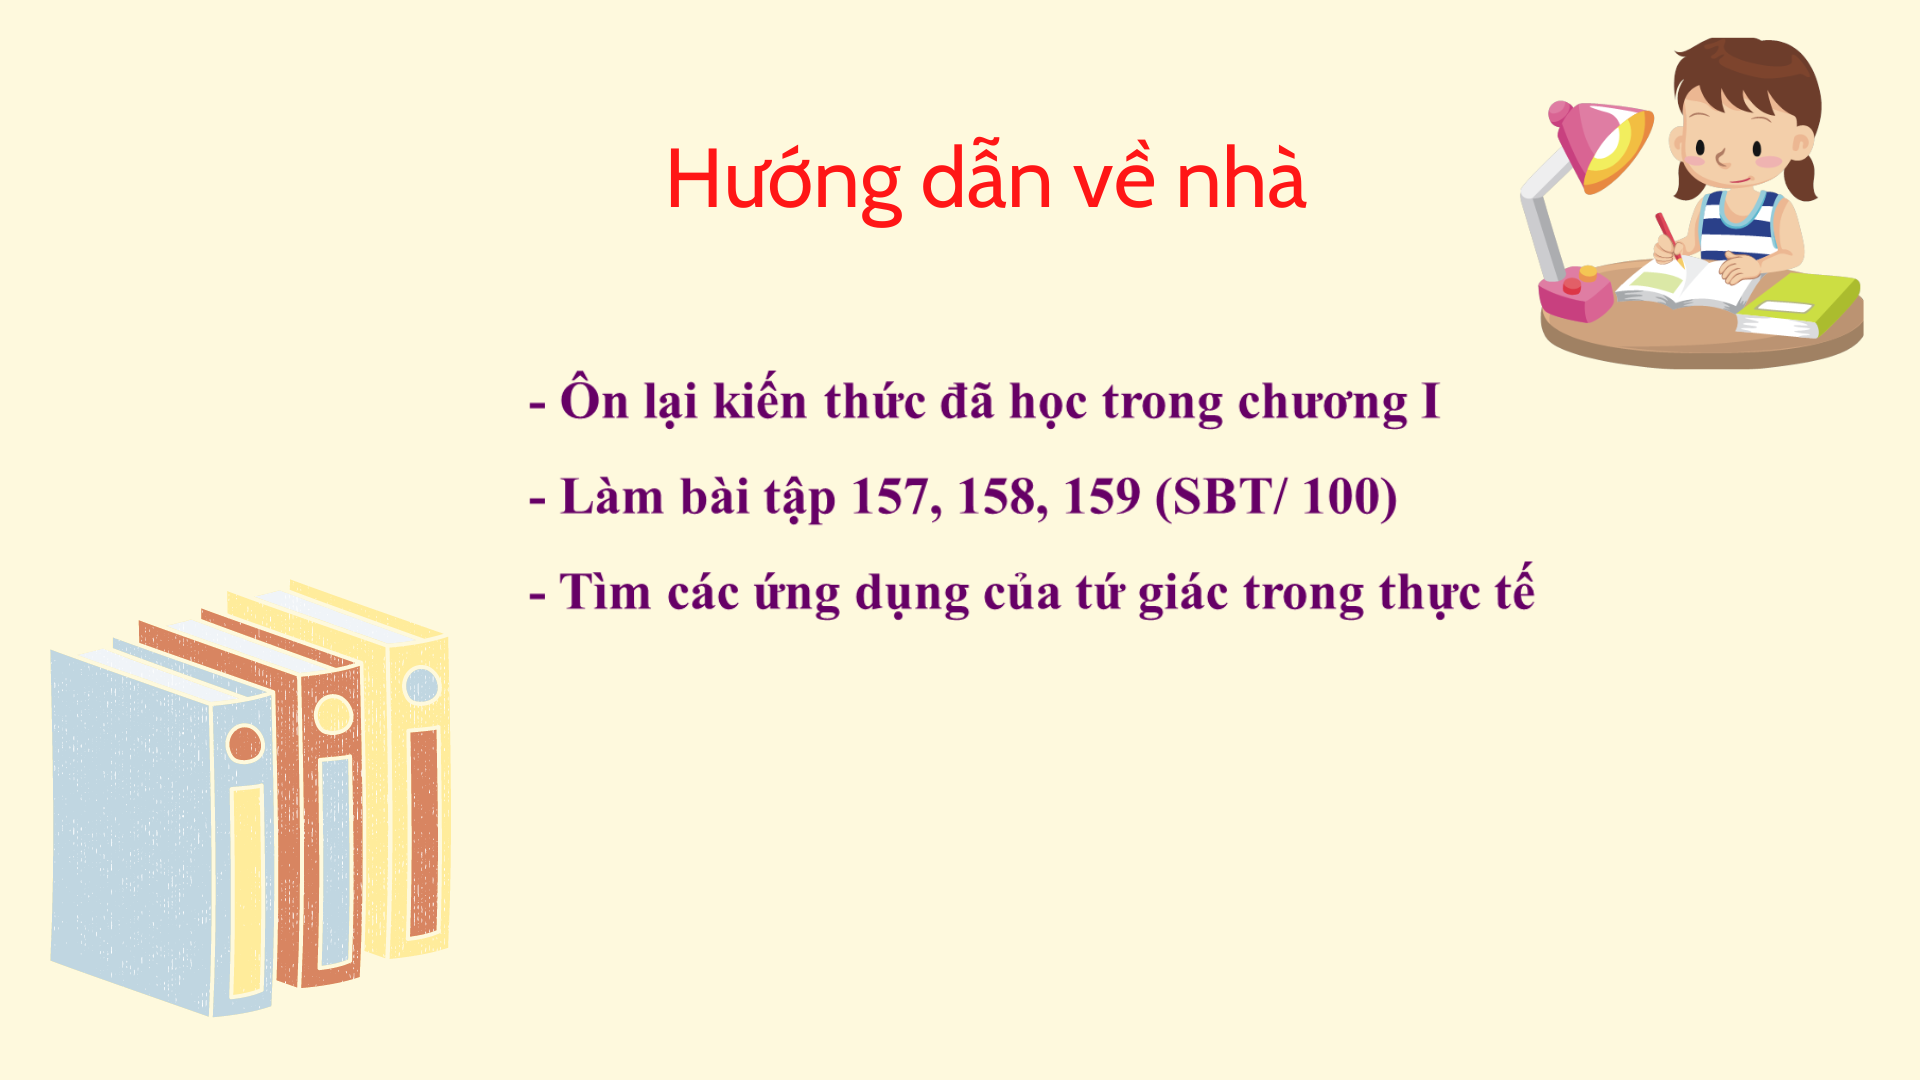 Hướng dẫn về nhà
- Ôn lại kiến thức đã học trong chương I
- Làm bài tập 157, 158, 159 (SBT/ 100)
- Tìm các ứng dụng của tứ giác trong thực tế